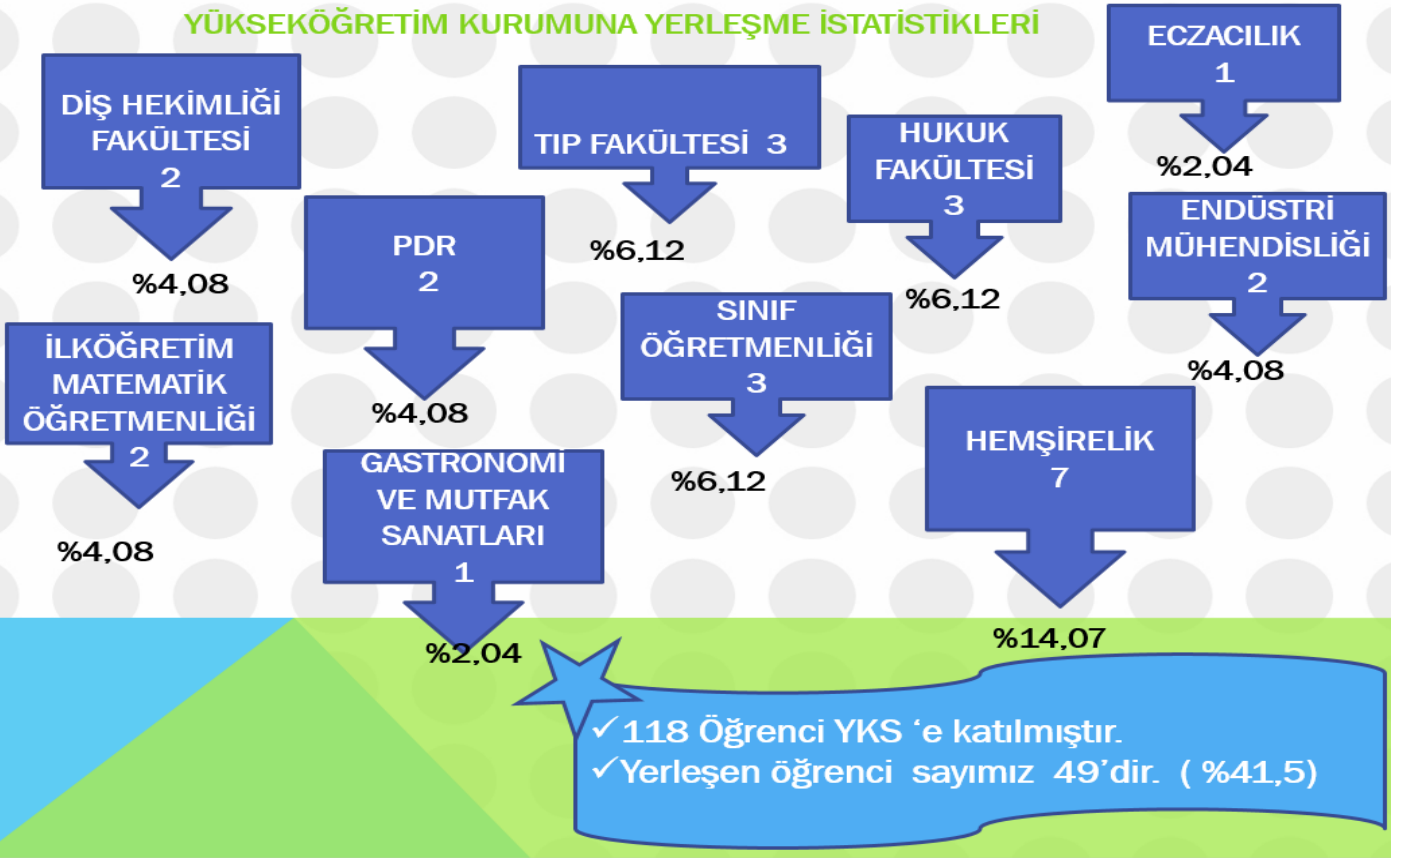 YÜKSEKÖĞRETİM KURUMUNA YERLEŞME İSTATİSTİKLERİ
DİŞ HEKİMLİĞİ
FAKÜLTESİ
2
%4,08
TIP FAKÜLTESİ 3
%6,12
HUKUK
FAKÜLTESİ
3
%6,12
ECZACILIK
1
%2,04
PDR
2
%4,08
ENDÜSTRİ
MÜHENDİSLİĞİ
2
%4,08
İLKÖĞRETİM
MATEMATİK
ÖĞRETMENLİĞİ
2
%4,08
SINIF
ÖĞRETMENLİĞİ
3
%6,12
GASTRONOMİ
VE MUTFAK
SANATLARI
1
%2,04
HEMŞİRELİK
7
%14,07
✓118 Öğrenci YKS ‘e katılmıştır.
✓Yerleşen öğrenci sayımız 49’dir. ( %41,5)